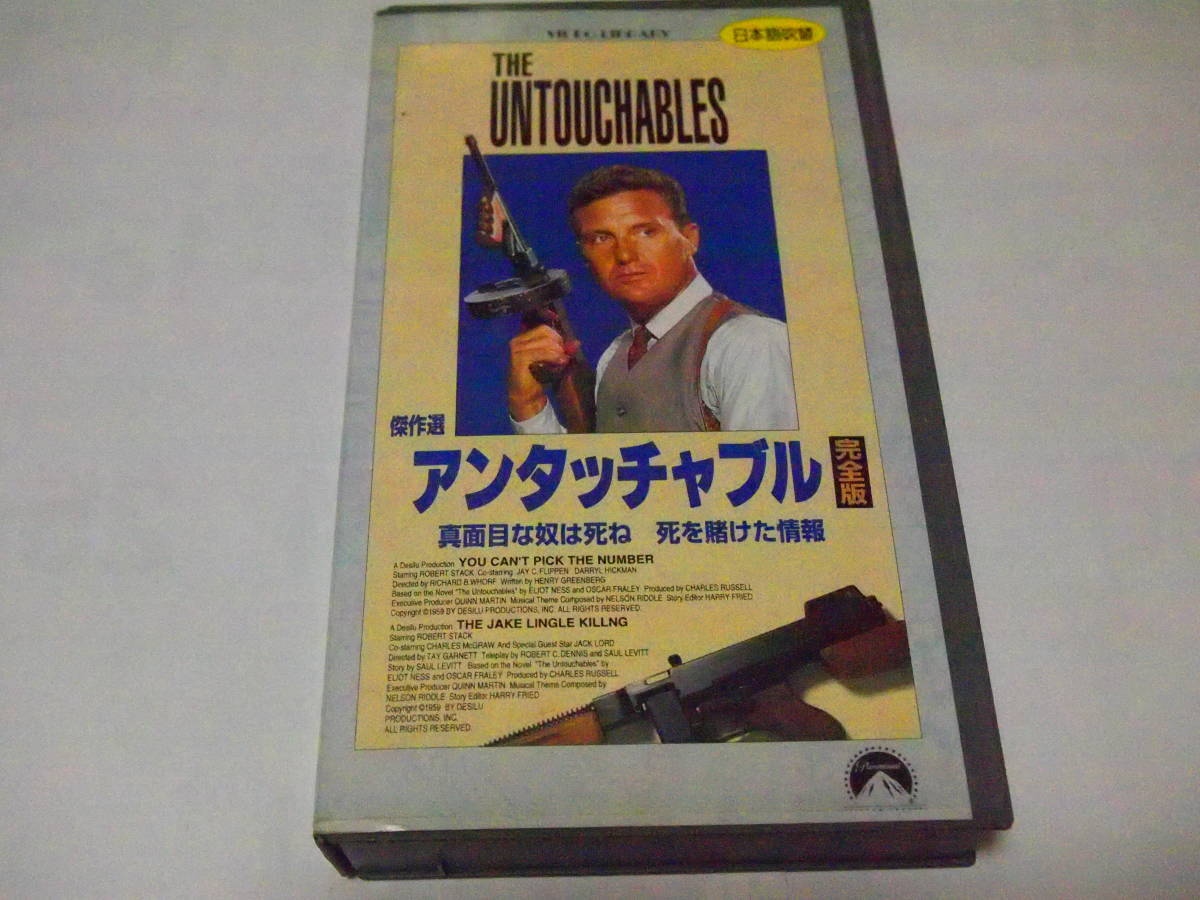 VIDEO LIBRARY
日本語吹替
THE
UNTOUCHABLES
傑作選
アンタッチャブル
完全版
真面目な奴は死ね 死を賭けた情報
A Desilu Production YOU CAN'T PICK THE NUMBER
Starring ROBERT STACK Co-starring JAY C. FLIPPEN DARRYL HICKMAN
Directed by RICHARD B.WHORF Written by HENRY GREENBERG
Based on the Novel "The Untouchables" by ELIOT NESS and OSCAR FRALEY Produced by CHARLES RUSSELL
Executive Producer QUINN MARTIN Musical Theme Composed by NELSON RIDDLE Story Editor HARRY FRIED
Copyright ©1959 BY DESILU PRODUCTIONS, INC. ALL RIGHTS RESERVED.
A Desilu Production THE JAKE LINGLE KILLNG
Starring ROBERT STACK
Co-starring CHARLES McGRAW And Special Guest Star JACK LORD
Directed by TAY GARNETT Teleplay by ROBERT C. DENNIS and SAUL LEVITT
Story by SAUL LEVITT Based on the Novel "The Untouchables" by
ELIOT NESS and OSCAR FRALEY Produced by CHARLES RUSSELL
Executive Producer QUINN MARTIN Musical Theme Composed by
NELSON RIDDLE Story Editor HARRY FRIED
Copyright ©1959 BY DESILU
PRODUCTIONS, INC.
ALL RIGHTS RESERVED.
Paramount